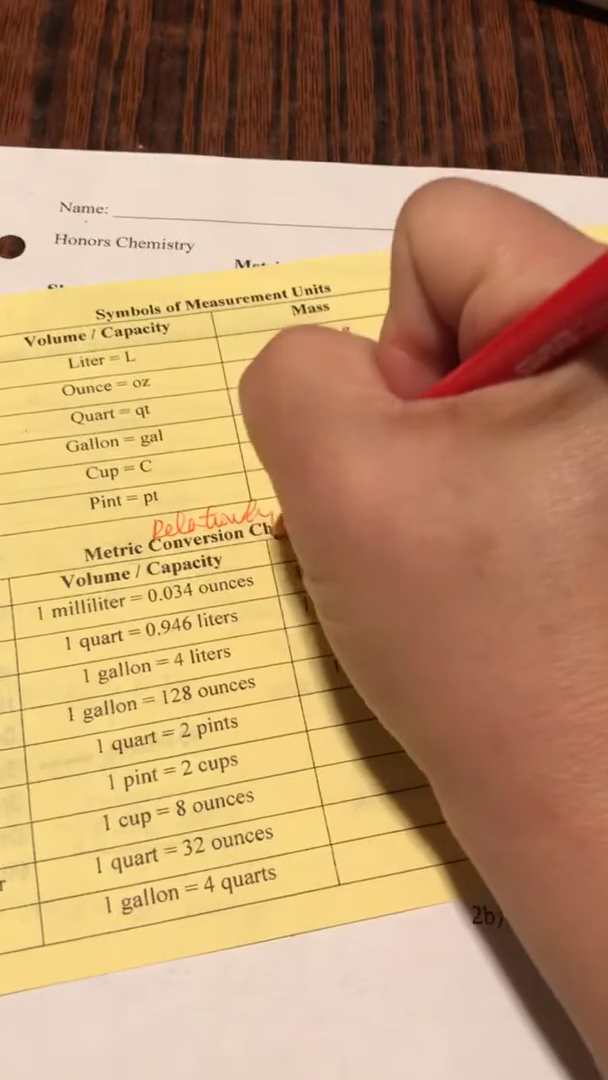 Name:
Honors Chemistry
Symbols of Measurement Units
Volume / Capacity
Mass
Liter = L
Ounce = oz
Quart = qt
Gallon = gal
Cup = C
Pint = pt
Relatively
Metric Conversion Ch
Volume / Capacity
1 milliliter = 0.034 ounces
1 quart = 0.946 liters
1 gallon = 4 liters
1 gallon = 128 ounces
1 quart = 2 pints
1 pint = 2 cups
1 cup = 8 ounces
1 quart = 32 ounces
1 gallon = 4 quarts
2b)